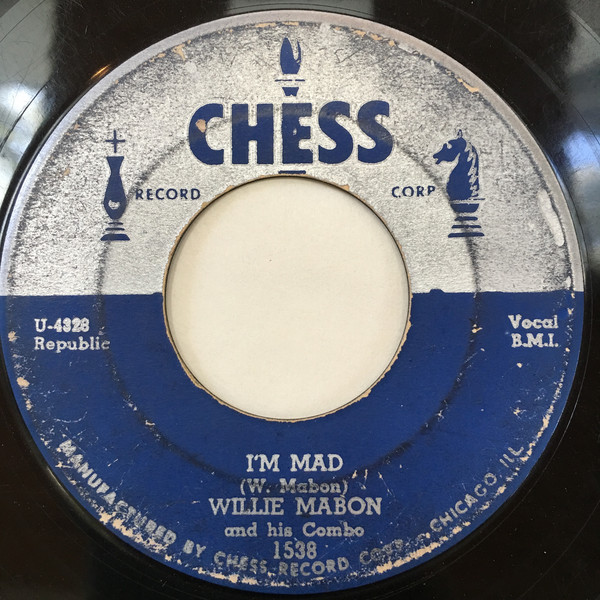 CHESS
RECORD CORP
U-4328
Republic
Vocal
B.M.I.
I'M MAD
(W. Mabon)
WILLIE MABON
and his Combo
1538
MANUFACTURED BY CHESS RECORD CORP. CHICAGO ILL